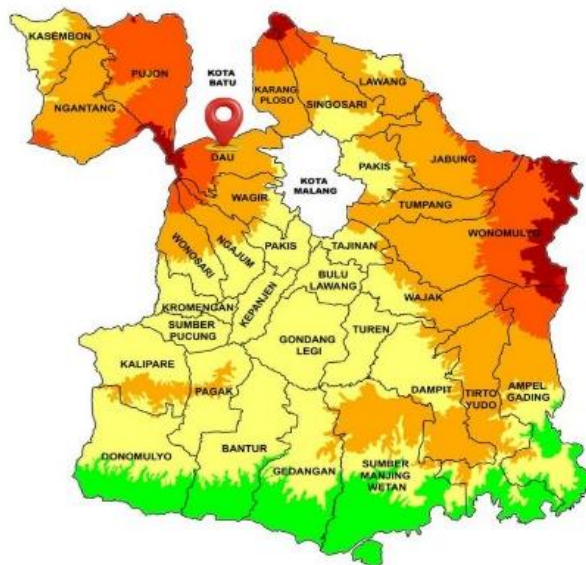 KASEMBON
PUJON
NGANTANG
KOTA
BATU
KARANG
PLOSO
LAWANG
SINGOSARI
DAU
PAKIS
JABUNG
KOTA
MALANG
WAGIR
TUMPANG
WONOMULYO
WONOSARI
NGAJUM
PAKIS
TAJINAN
BULU
LAWANG
WAJAK
KROMENGAN
KEPANJEN
SUMBER
PUCUNG
GONDANG
LEGI
TUREN
KALIPARE
PAGAK
DAMPIT
TIRTO
YUDO
AMPEL
GADING
DONOMULYO
BANTUR
GEDANGAN
SUMBER
MANJING
WETAN